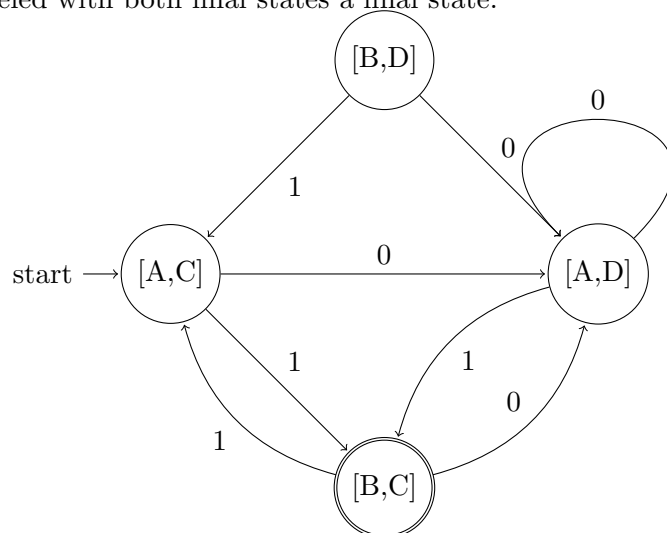 eled with both final states a final state.
[B,D]
0
0
1
0
start
[A,C]
[A,D]
1
1
0
1
[B,C]